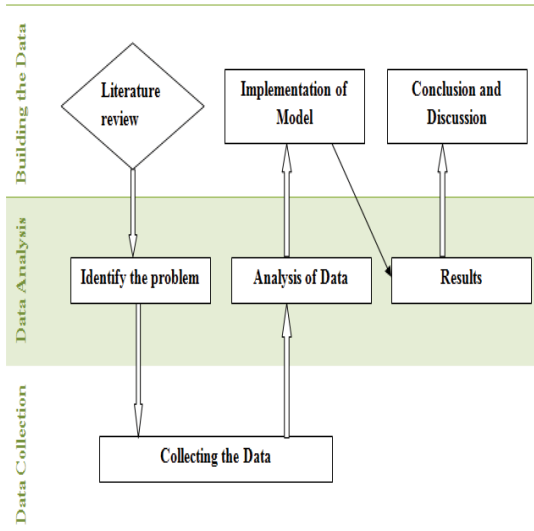 Building the Data
Literature
review
Implementation of
Model
Conclusion and
Discussion
Data Analysis
Identify the problem
Analysis of Data
Results
Data Collection
Collecting the Data